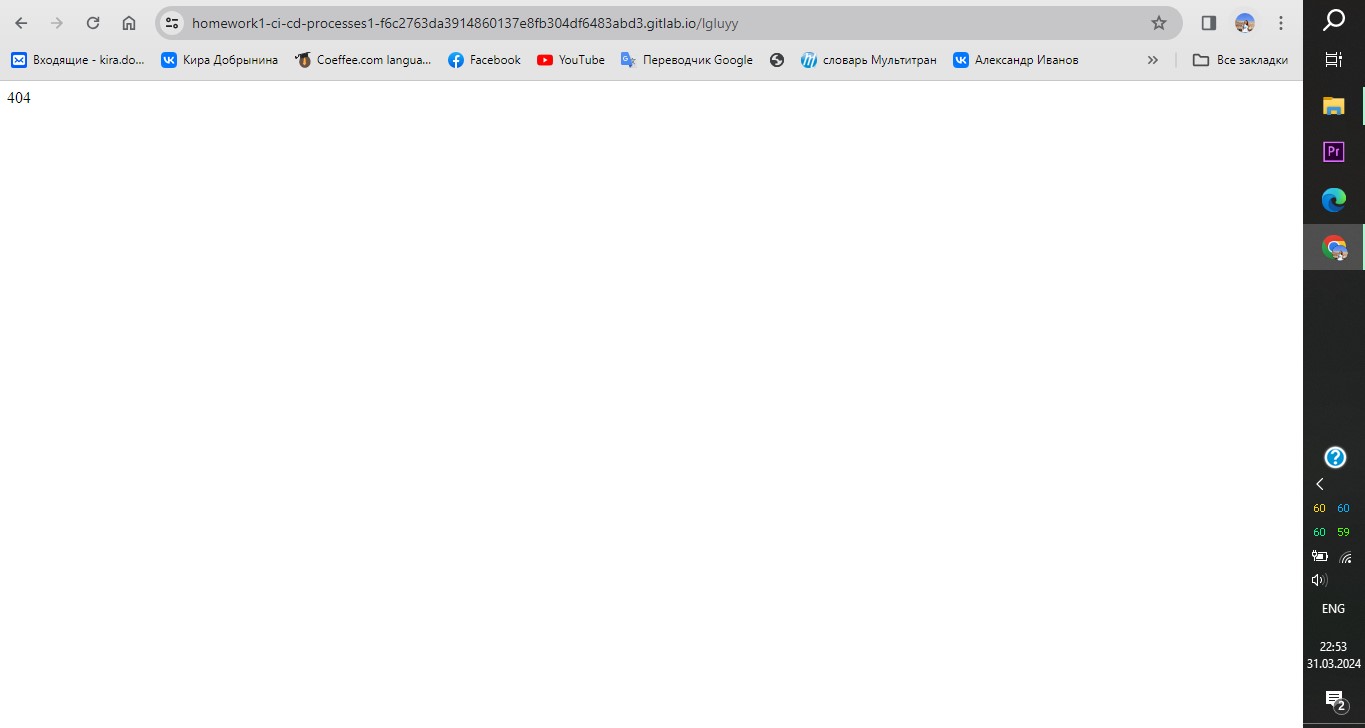 homework1-ci-cd-processes1-f6c2763da3914860137e8fb304df6483abd3.gitlab.io/lgluyy
Входящие - kira.do... Кира Добрынина Coeffee.com langua... Facebook YouTube Переводчик Google словарь Мультитран Александр Иванов » Все закладки
404
Pr
60 60
60 59
ENG
22:53
31.03.2024
2